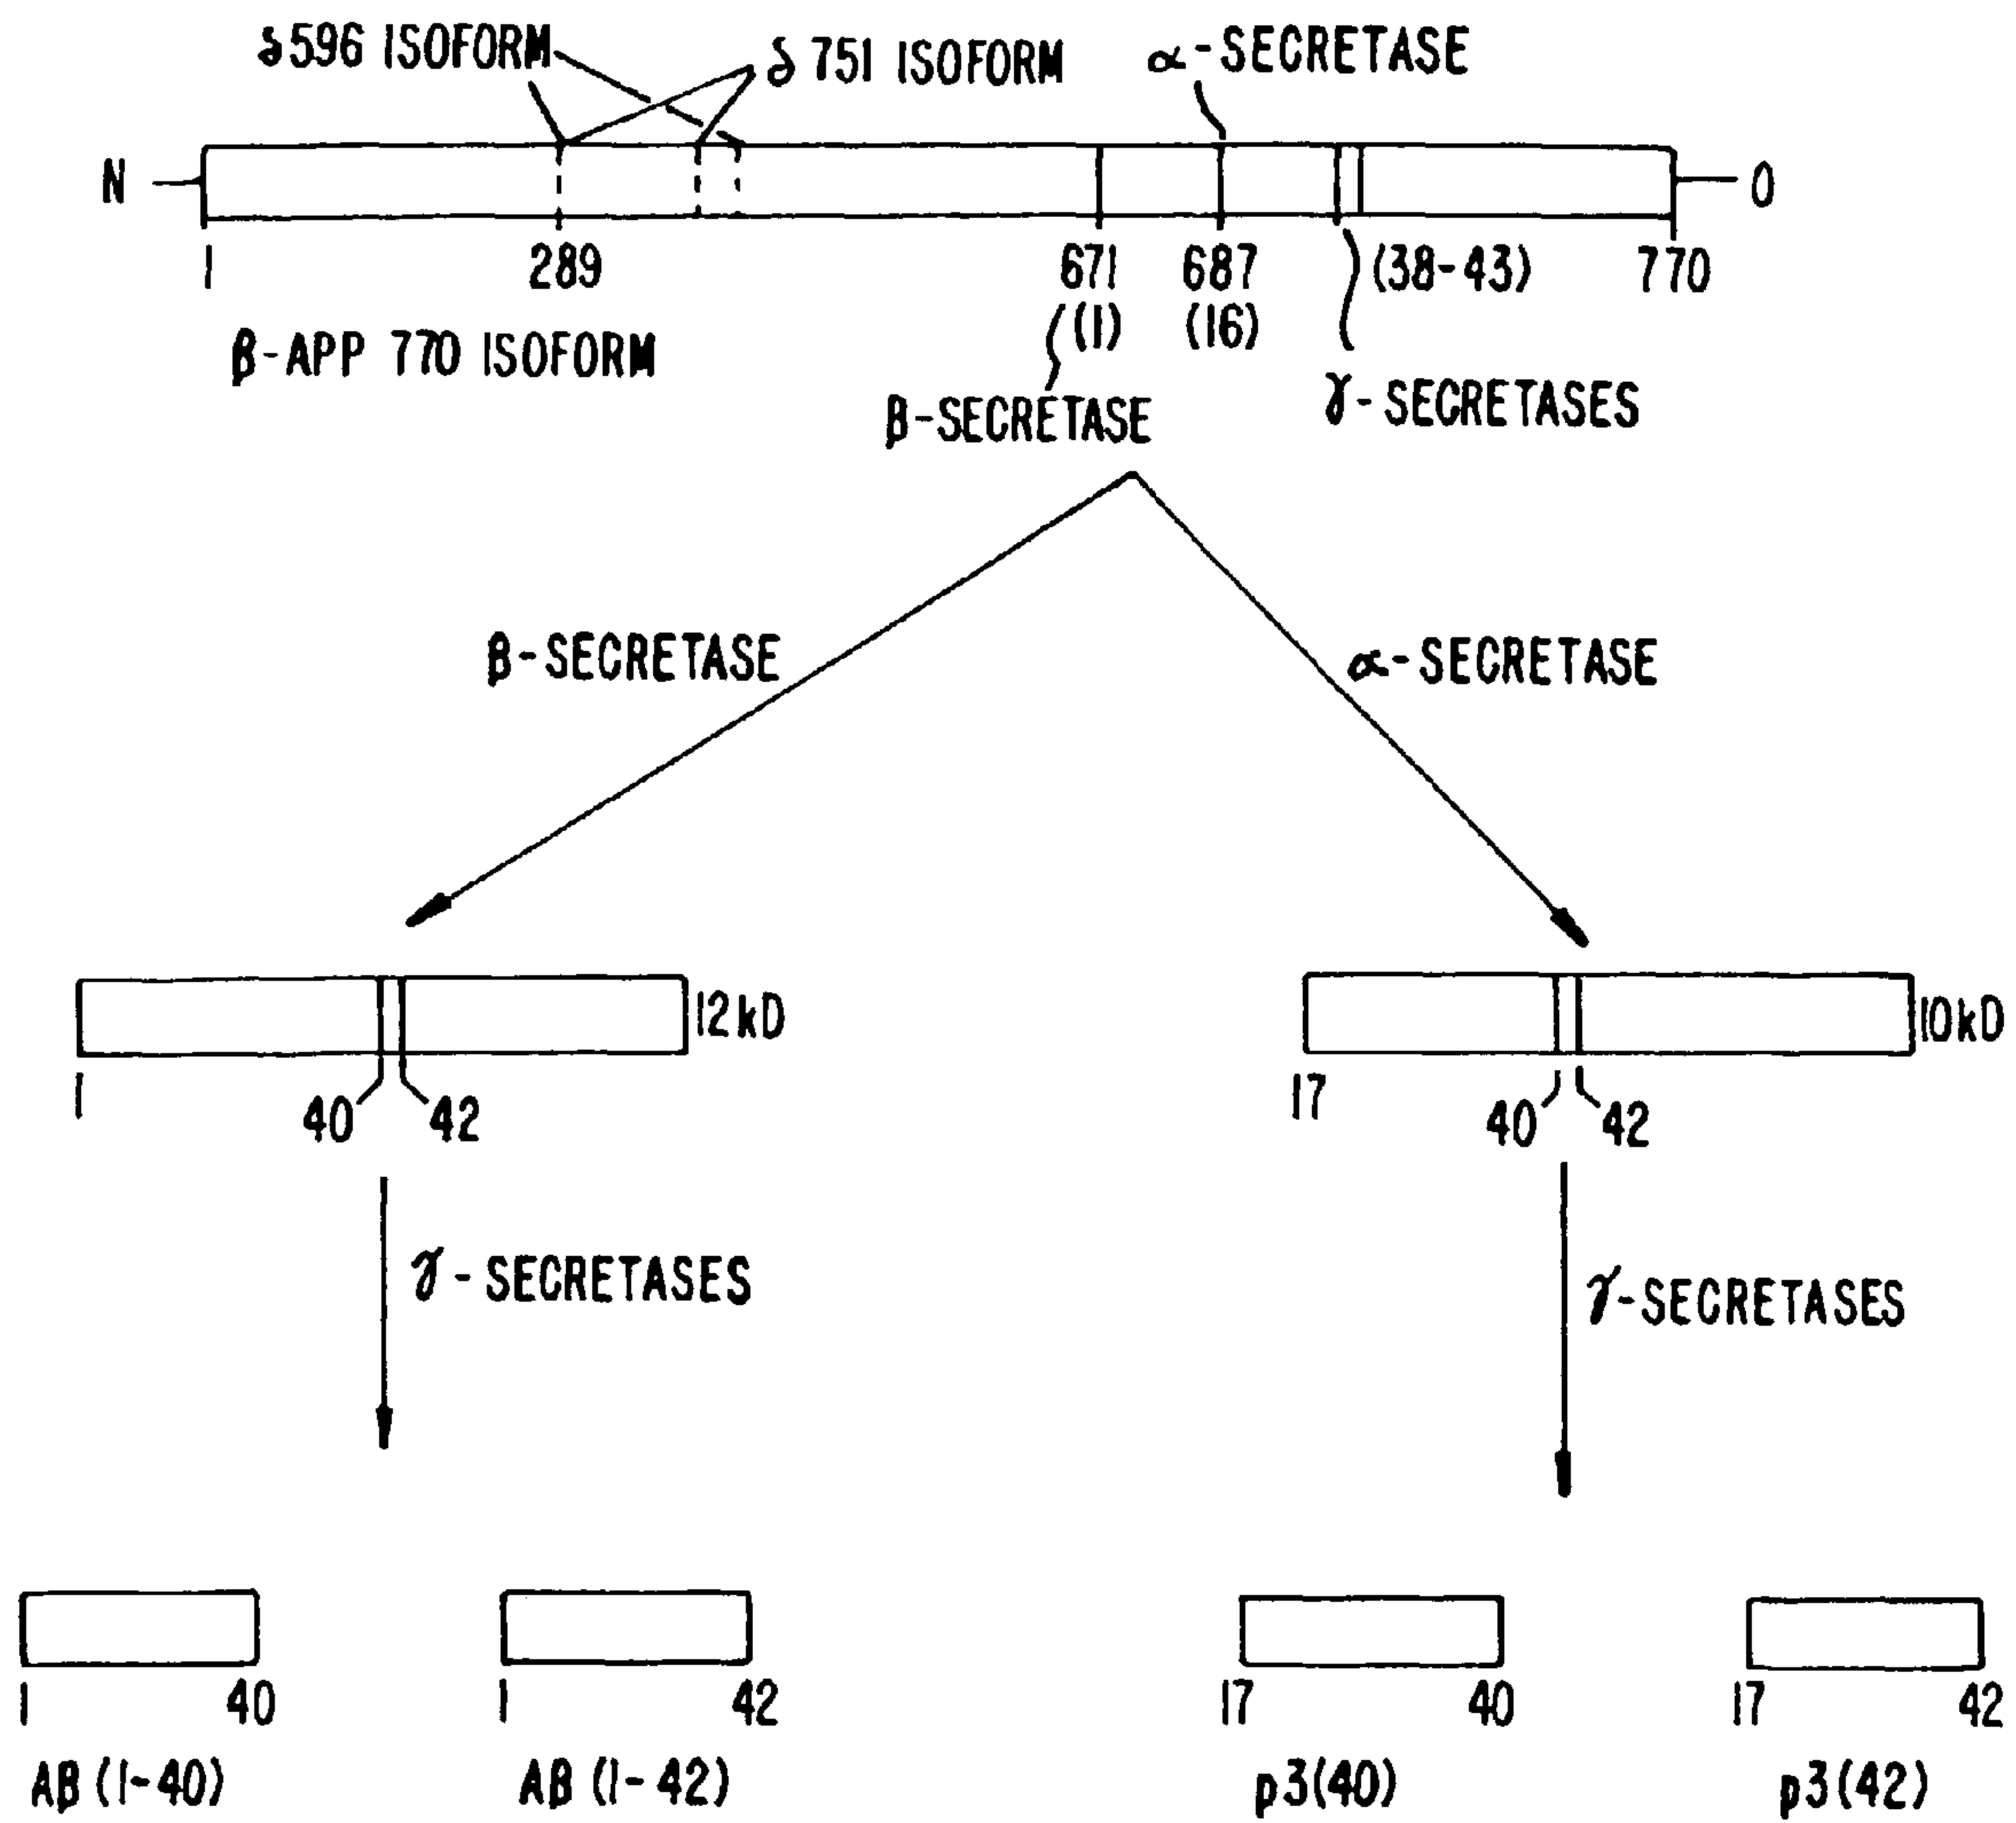 δ596 ISOFORM
δ 751 ISOFORM
α-SECRETASE
N
O
1
289
671
687
(38-43)
770
(1)
(16)
β-APP 770 ISOFORM
β-SECRETASE
γ-SECRETASES
β-SECRETASE
α-SECRETASE
12kD
10kD
1
40
42
17
40
42
γ-SECRETASES
γ-SECRETASES
1
40
1
42
17
40
17
42
Aβ (1-40)
Aβ (1-42)
p3(40)
p3(42)